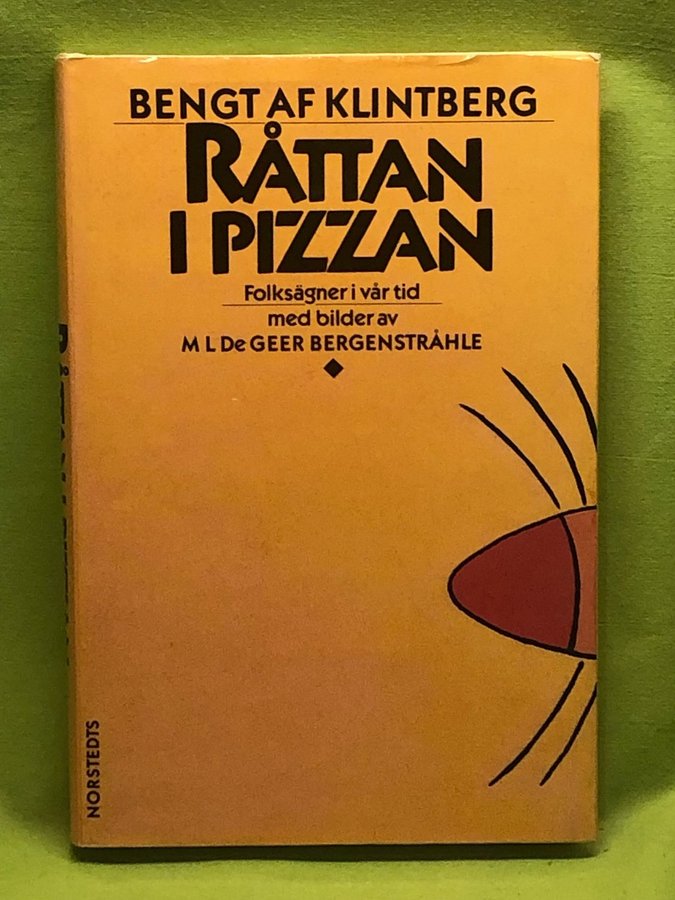 BENGT AF KLINTBERG
RÅTTAN
I PIZZAN
Folksägner i vår tid
med bilder av
M L De GEER BERGENSTRÅHLE
NORSTEDTS